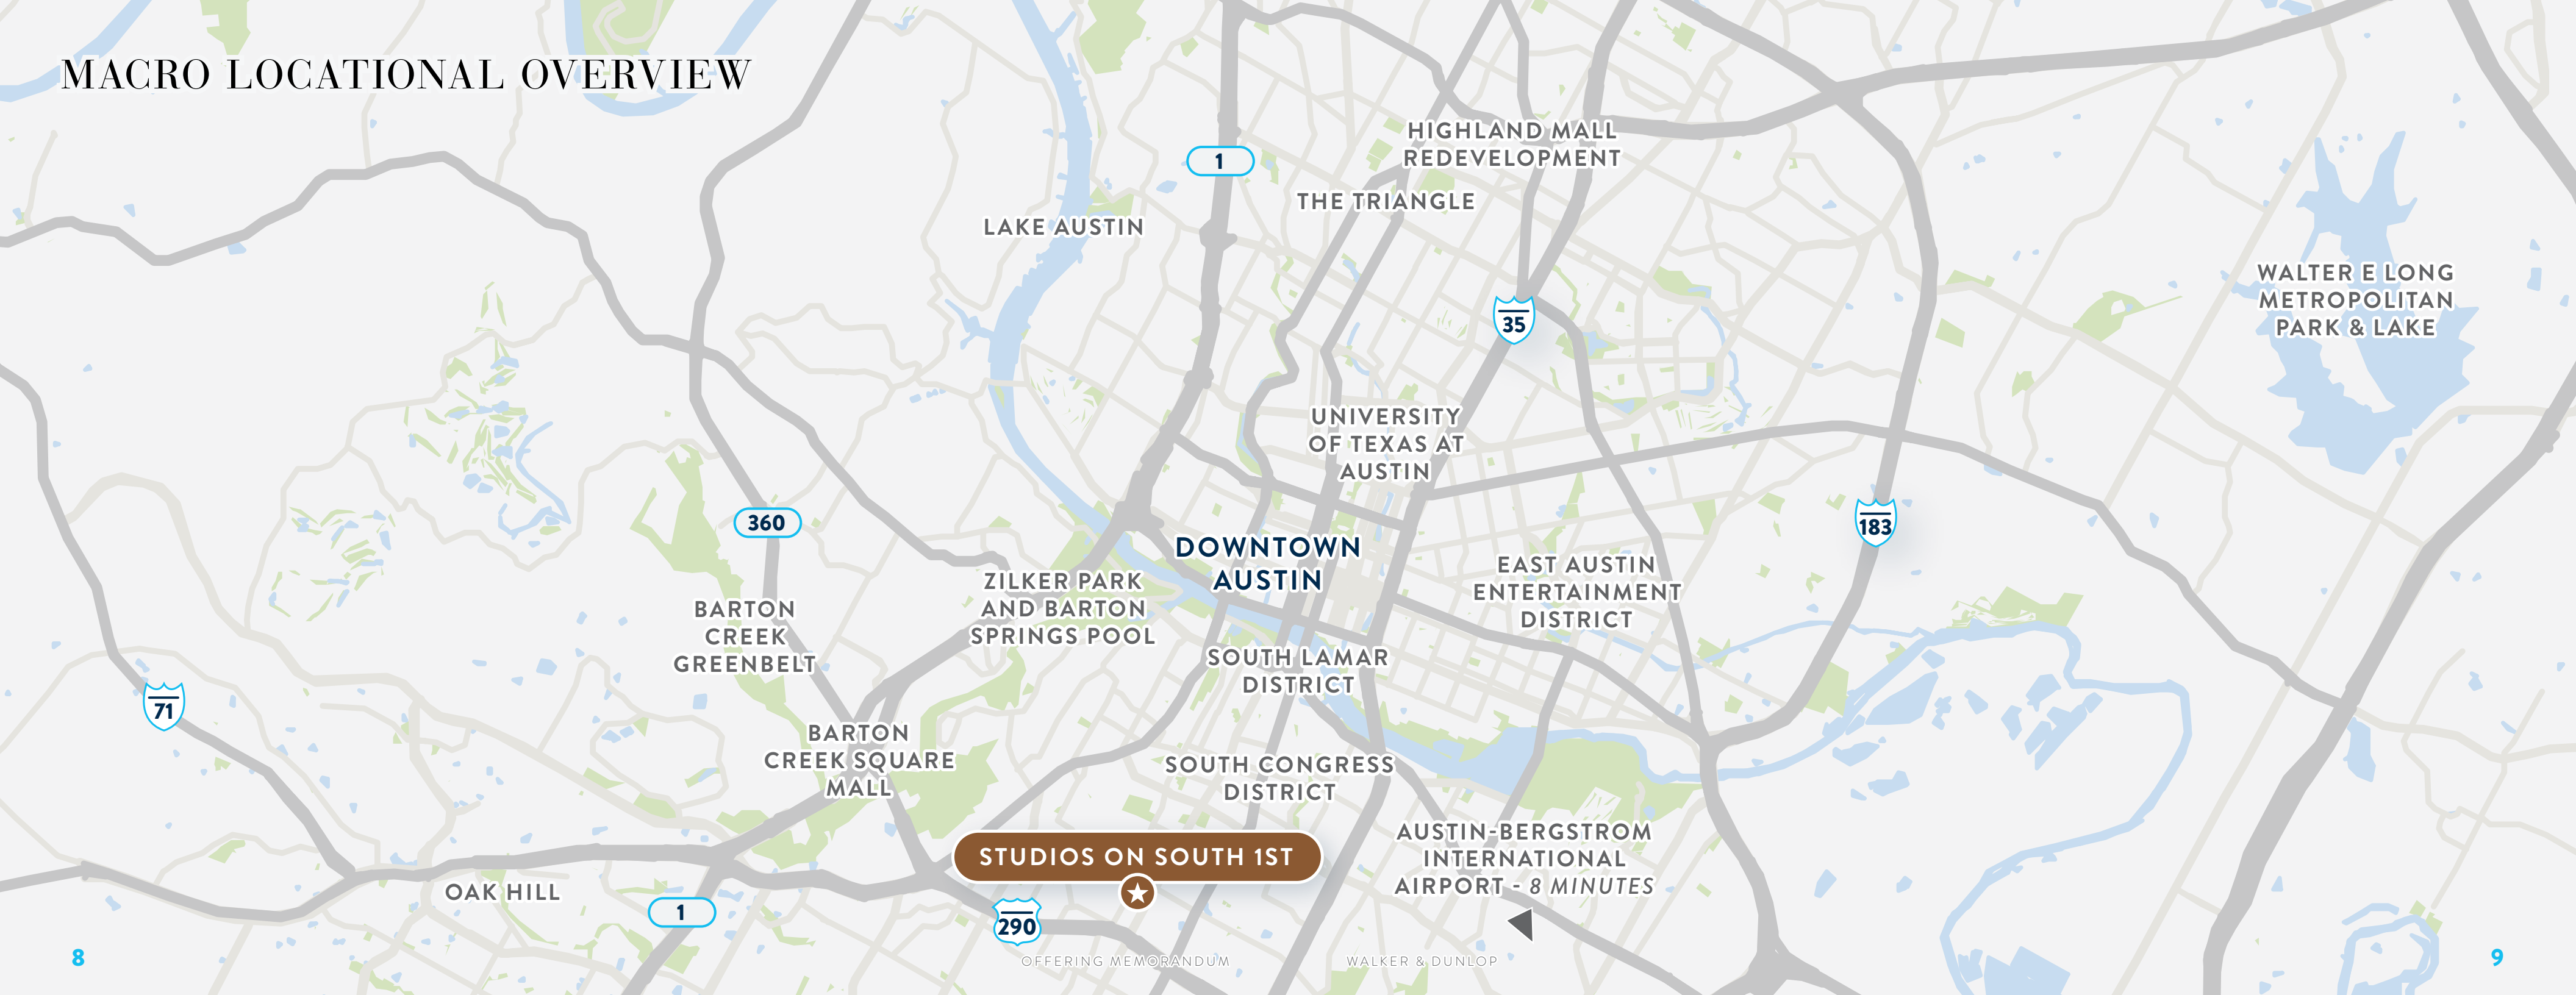 MACRO LOCATIONAL OVERVIEW
HIGHLAND MALL
REDEVELOPMENT
1
THE TRIANGLE
LAKE AUSTIN
WALTER E LONG
METROPOLITAN
PARK & LAKE
35
UNIVERSITY
OF TEXAS AT
AUSTIN
360
183
DOWNTOWN
AUSTIN
EAST AUSTIN
ENTERTAINMENT
DISTRICT
ZILKER PARK
AND BARTON
SPRINGS POOL
BARTON
CREEK
GREENBELT
SOUTH LAMAR
DISTRICT
71
BARTON
CREEK SQUARE
MALL
SOUTH CONGRESS
DISTRICT
AUSTIN-BERGSTROM
INTERNATIONAL
AIRPORT - 8 MINUTES
STUDIOS ON SOUTH 1ST
OAK HILL
1
290
8
OFFERING MEMORANDUM
WALKER & DUNLOP
9